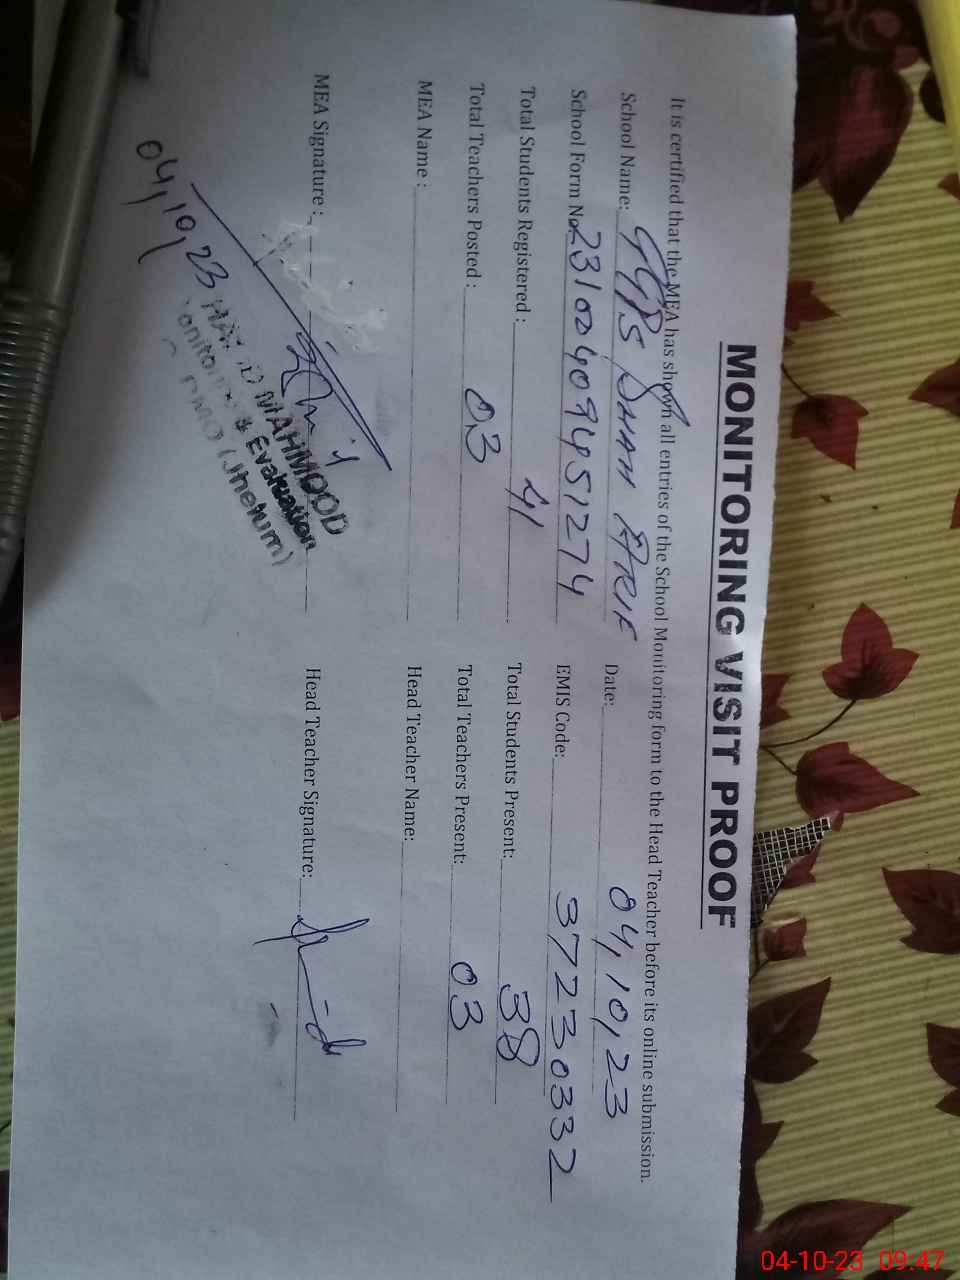 MONITORING VISIT PROOF
It is certified that the MEA has shown all entries of the School Monitoring form to the Head Teacher before its online submission.
School Name: GGPS DHAH ARIF Date: 04,10,23
School Form No. 231024094451274 EMIS Code: 37230332
Total Students Registered : 41 Total Students Present: 38
Total Teachers Posted : 03 Total Teachers Present: 03
MEA Name : Head Teacher Name:
MEA Signature : Head Teacher Signature:
04,10,23
MAHMOOD
& Evaluation
(Jhelum)
04-10-23 09:47